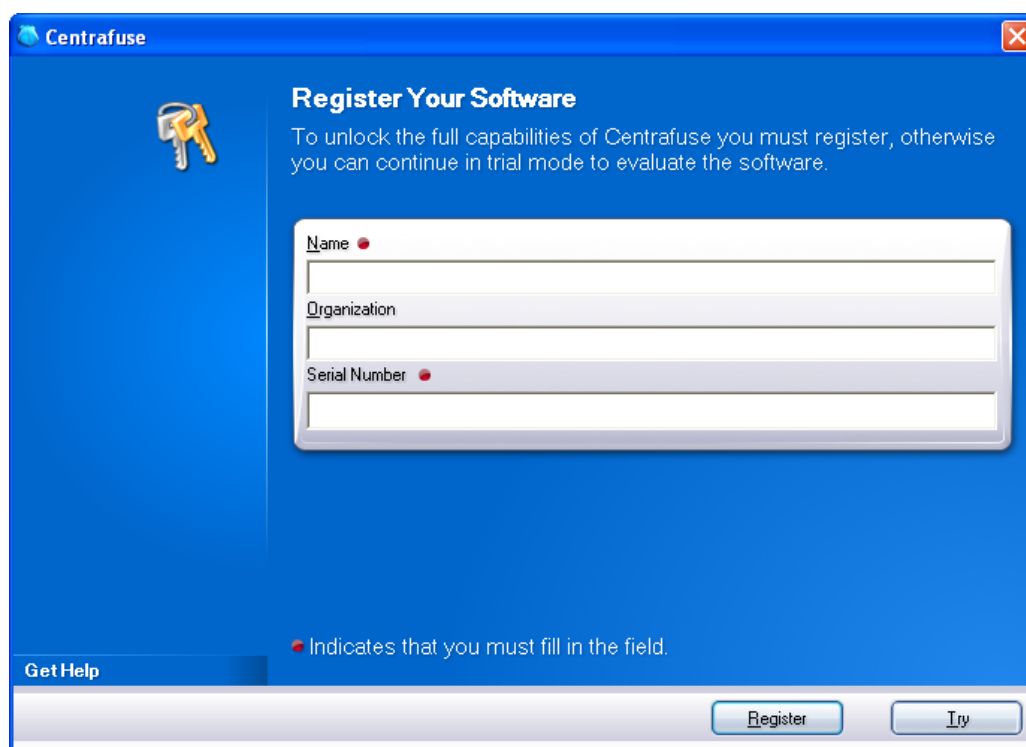 Centrafuse
Register Your Software
To unlock the full capabilities of Centrafuse you must register, otherwise
you can continue in trial mode to evaluate the software.
Name
Organization
Serial Number
Indicates that you must fill in the field.
Get Help
Register
Try